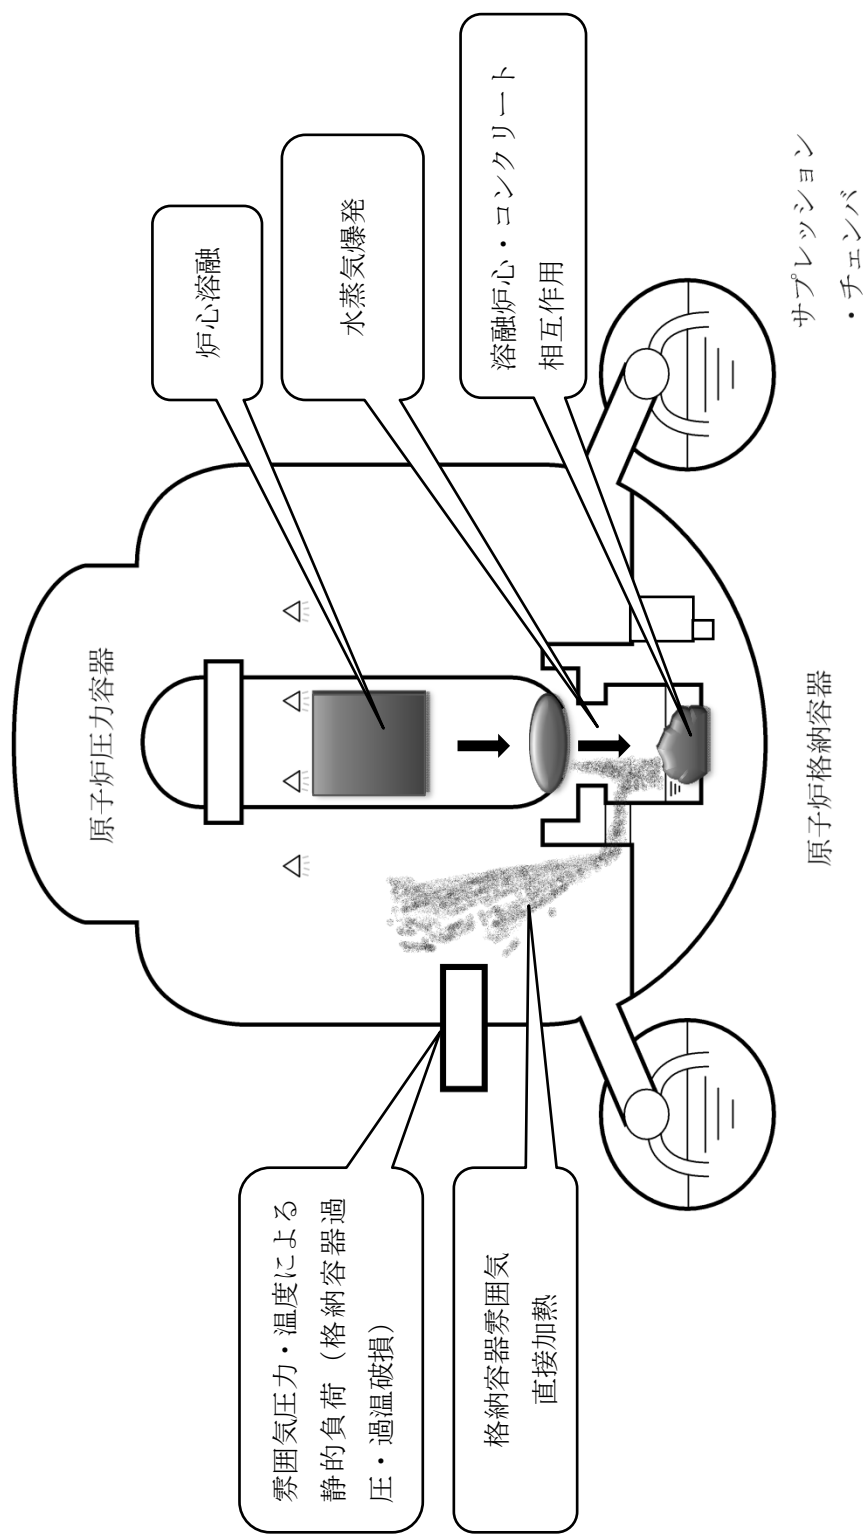 原子炉圧力容器
炉心溶融
水蒸気爆発
溶融炉心・コンクリート
相互作用
サプレッション
・チェンバ
原子炉格納容器
雰囲気圧力・温度による
静的負荷（格納容器過
圧・過温破損）
格納容器雰囲気
直接加熱